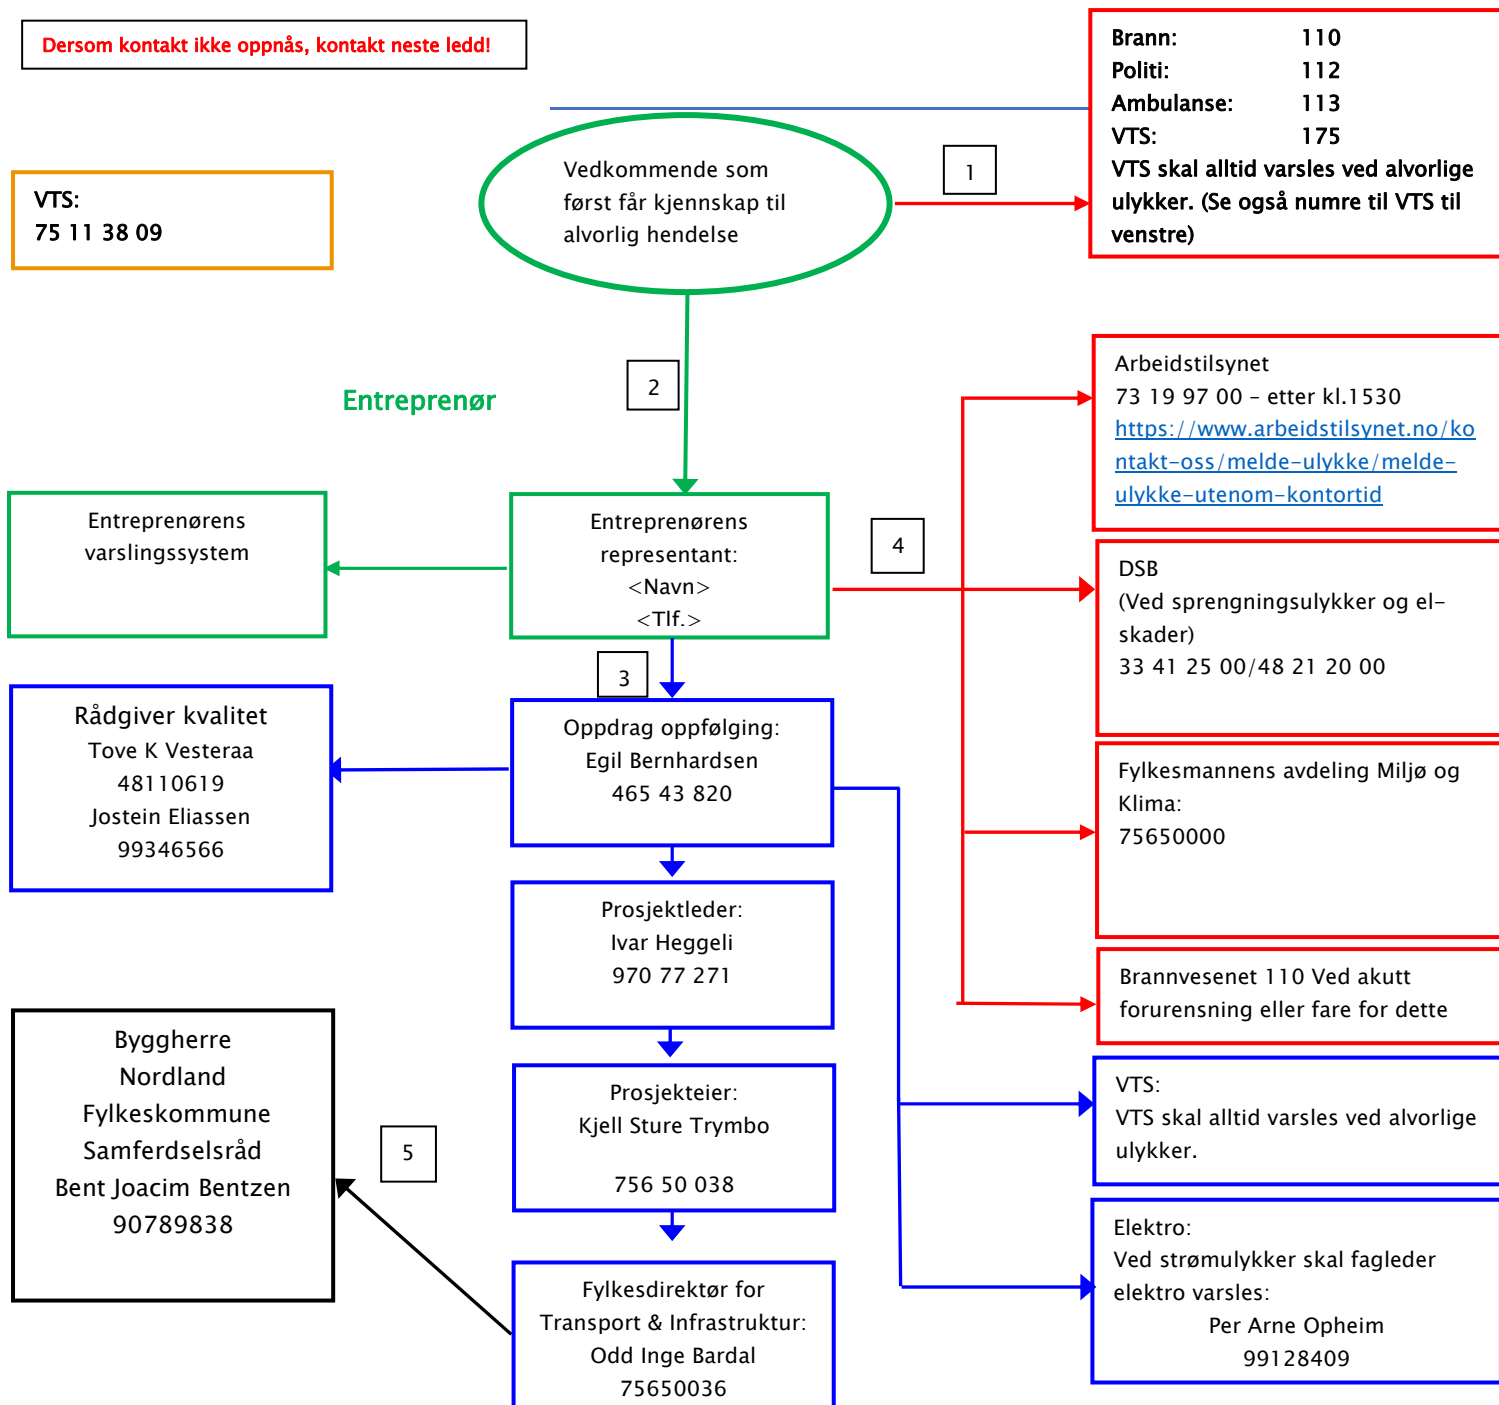 Dersom kontakt ikke oppnås, kontakt neste ledd!
Brann: 110
Politi: 112
Ambulanse: 113
VTS: 175
VTS skal alltid varsles ved alvorlige
ulykker. (Se også numre til VTS til
venstre)
VTS:
75 11 38 09
Vedkommende som
først får kjennskap til
alvorlig hendelse
1
2
Entreprenør
Arbeidstilsynet
73 19 97 00 – etter kl.1530
https://www.arbeidstilsynet.no/ko
ntakt-oss/melde-ulykke/melde-
ulykke-utenom-kontortid
Entreprenørens
varslingssystem
Entreprenørens
representant:
<Navn>
<Tlf.>
4
DSB
(Ved sprengningsulykker og el-
skader)
33 41 25 00/48 21 20 00
3
Rådgiver kvalitet
Tove K Vesteraa
48110619
Jostein Eliassen
99346566
Oppdrag oppfølging:
Egil Bernhardsen
465 43 820
Fylkesmannens avdeling Miljø og
Klima:
75650000
Prosjektleder:
Ivar Heggeli
970 77 271
Brannvesenet 110 Ved akutt
forurensning eller fare for dette
Byggherre
Nordland
Fylkeskommune
Samferdselsråd
Bent Joacim Bentzen
90789838
5
Prosjekteier:
Kjell Sture Trymbo
756 50 038
VTS:
VTS skal alltid varsles ved alvorlige
ulykker.
Fylkesdirektør for
Transport & Infrastruktur:
Odd Inge Bardal
75650036
Elektro:
Ved strømulykker skal fagleder
elektro varsles:
Per Arne Opheim
99128409